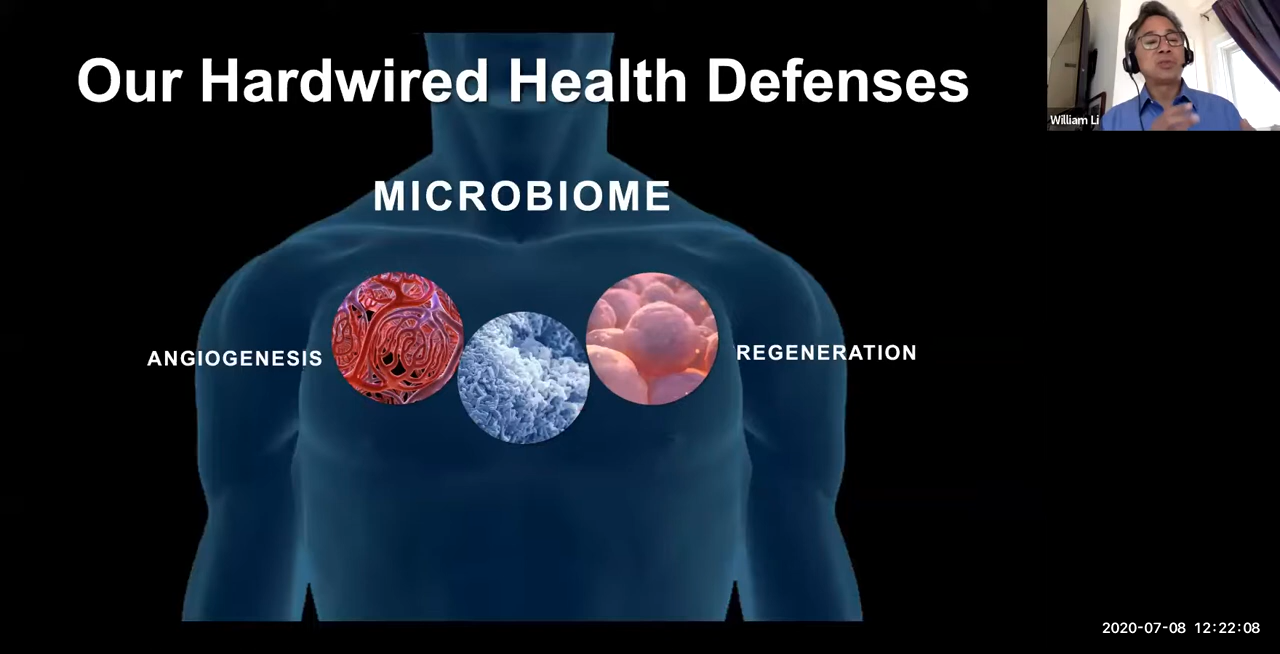 Our Hardwired Health Defenses
William Li
MICROBIOME
ANGIOGENESIS
REGENERATION
2020-07-08 12:22:08